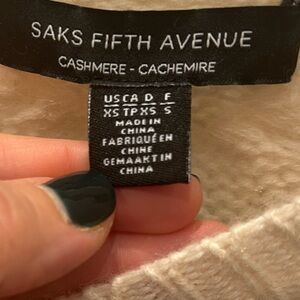 SAKS FIFTH AVENUE
CASHMERE - CACHEMIRE
US CA D F
XS TP XS S
MADE IN
CHINA
FABRIQUÉ EN
CHINE
GEMAAKT IN
CHINA